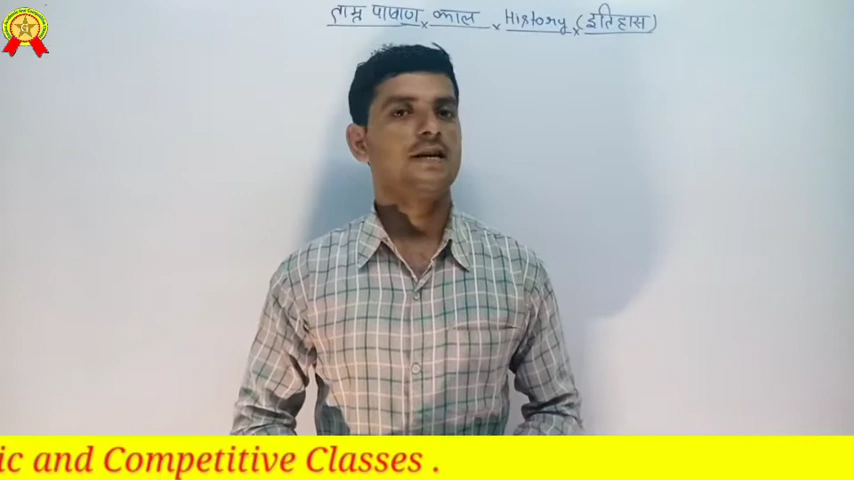 ताम्र पाषाण काल History (इतिहास)
ic and Competitive Classes .